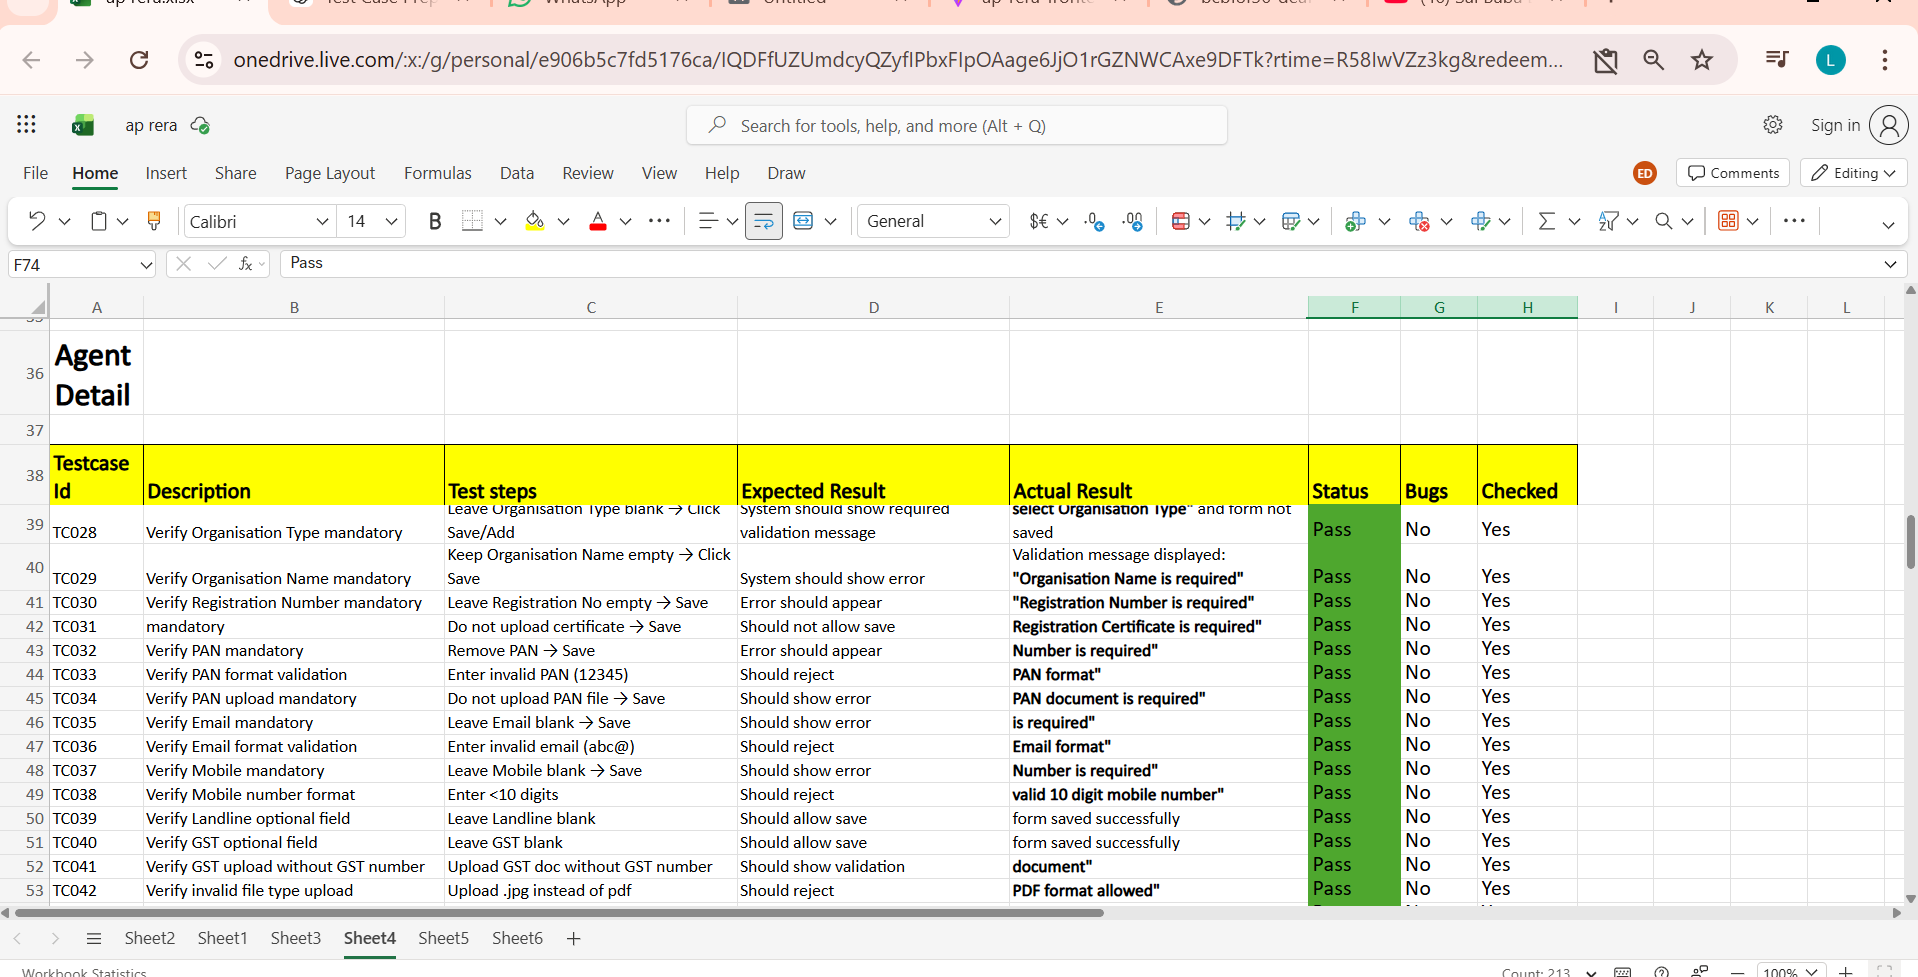 ap rera.xlsx
WhatsApp
Untitled
onedrive.live.com/:x:/g/personal/e906b5c7fd5176ca/IQDFfUZUmdcyQZyfIPbxFIpOAage6JjO1rGZNWCAxe9DFTk?rtime=R58IwVZz3kg&redeem...
L
ap rera
Search for tools, help, and more (Alt + Q)
Sign in
File Home Insert Share Page Layout Formulas Data Review View Help Draw
ED
Comments
Editing
Calibri 14 B A General $€ .0 .00
F74 fx Pass
A B C D E F G H I J K L
36 Agent Detail
37
38 Testcase Id Description Test steps Expected Result Actual Result Status Bugs Checked
39 TC028 Verify Organisation Type mandatory Leave Organisation Type blank → Click Save/Add System should show required validation message select Organisation Type" and form not saved Pass No Yes
40 TC029 Verify Organisation Name mandatory Keep Organisation Name empty → Click Save System should show error Validation message displayed: "Organisation Name is required" Pass No Yes
41 TC030 Verify Registration Number mandatory Leave Registration No empty → Save Error should appear "Registration Number is required" Pass No Yes
42 TC031 mandatory Do not upload certificate → Save Should not allow save Registration Certificate is required" Pass No Yes
43 TC032 Verify PAN mandatory Remove PAN → Save Error should appear Number is required" Pass No Yes
44 TC033 Verify PAN format validation Enter invalid PAN (12345) Should reject PAN format" Pass No Yes
45 TC034 Verify PAN upload mandatory Do not upload PAN file → Save Should show error PAN document is required" Pass No Yes
46 TC035 Verify Email mandatory Leave Email blank → Save Should show error is required" Pass No Yes
47 TC036 Verify Email format validation Enter invalid email (abc@) Should reject Email format" Pass No Yes
48 TC037 Verify Mobile mandatory Leave Mobile blank → Save Should show error Number is required" Pass No Yes
49 TC038 Verify Mobile number format Enter <10 digits Should reject valid 10 digit mobile number" Pass No Yes
50 TC039 Verify Landline optional field Leave Landline blank Should allow save form saved successfully Pass No Yes
51 TC040 Verify GST optional field Leave GST blank Should allow save form saved successfully Pass No Yes
52 TC041 Verify GST upload without GST number Upload GST doc without GST number Should show validation document" Pass No Yes
53 TC042 Verify invalid file type upload Upload .jpg instead of pdf Should reject PDF format allowed" Pass No Yes
Sheet2 Sheet1 Sheet3 Sheet4 Sheet5 Sheet6
Workbook Statistics Count: 213 100%